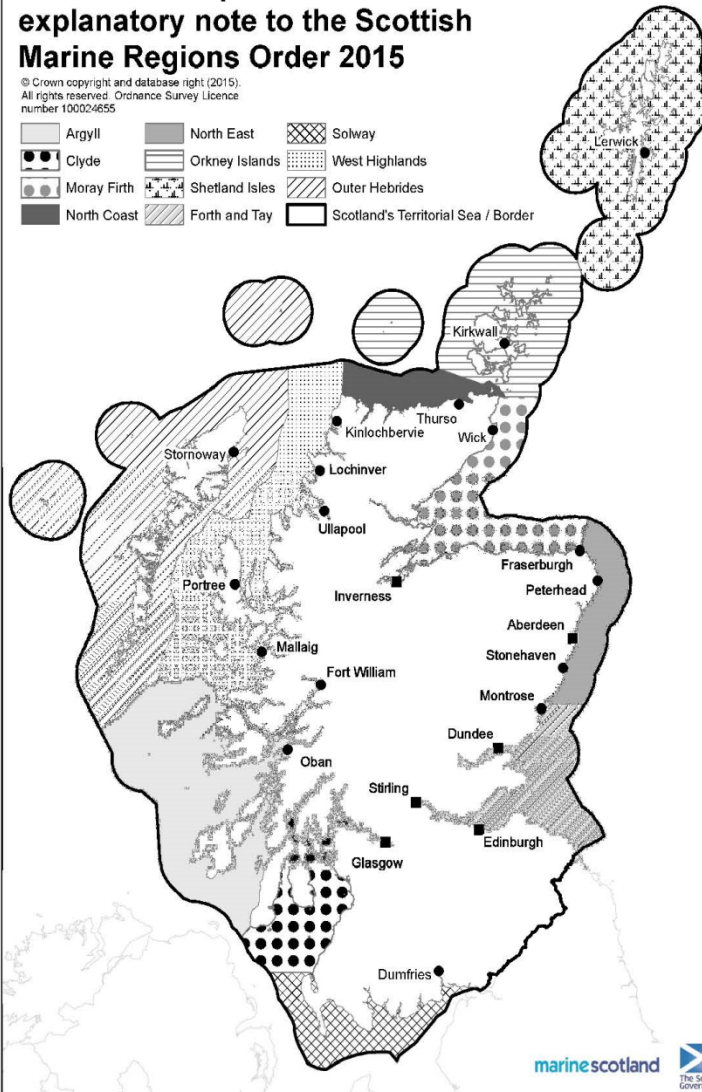 explanatory note to the Scottish
Marine Regions Order 2015
© Crown copyright and database right (2015).
All rights reserved. Ordnance Survey Licence
number 100024655
Argyll
North East
Solway
Clyde
Orkney Islands
West Highlands
Moray Firth
Shetland Isles
Outer Hebrides
North Coast
Forth and Tay
Scotland's Territorial Sea / Border
Lerwick
Kirkwall
Thurso
Kinlochbervie
Wick
Stornoway
Lochinver
Ullapool
Fraserburgh
Portree
Inverness
Peterhead
Aberdeen
Mallaig
Stonehaven
Fort William
Montrose
Dundee
Oban
Stirling
Edinburgh
Glasgow
Dumfries
marinescotland